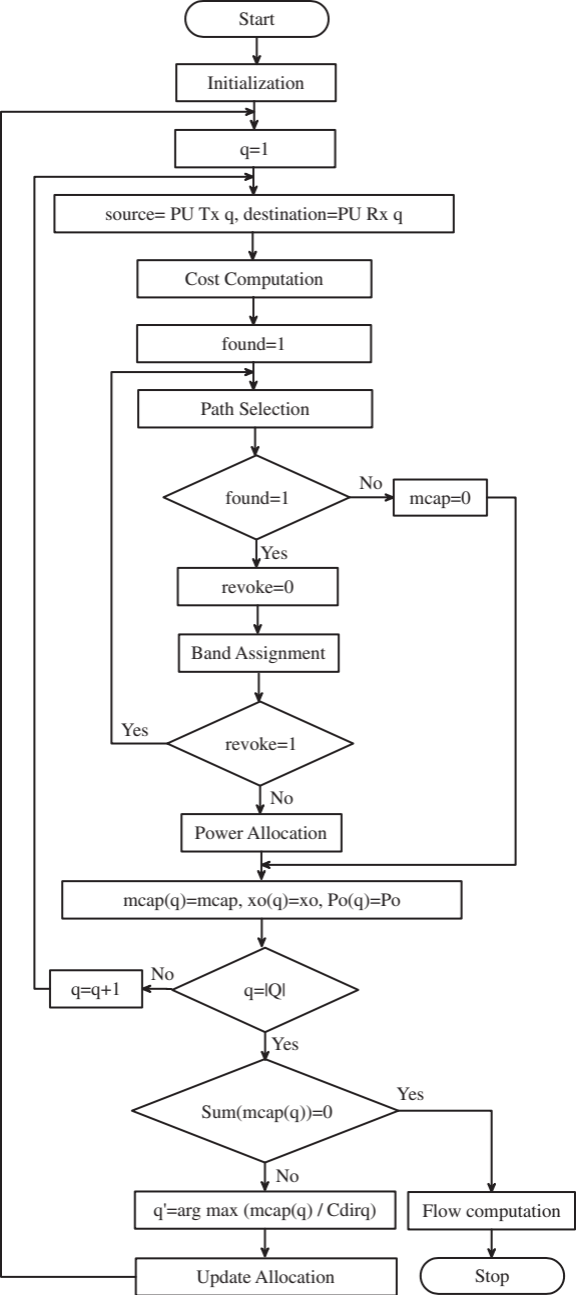 Start
Initialization
q=1
source= PU Tx q, destination=PU Rx q
Cost Computation
found=1
Path Selection
found=1
No
mcap=0
Yes
revoke=0
Band Assignment
Yes
revoke=1
No
Power Allocation
mcap(q)=mcap, xo(q)=xo, Po(q)=Po
q=q+1
No
q=|Q|
Yes
Sum(mcap(q))=0
Yes
No
q'=arg max (mcap(q) / Cdirq)
Flow computation
Update Allocation
Stop